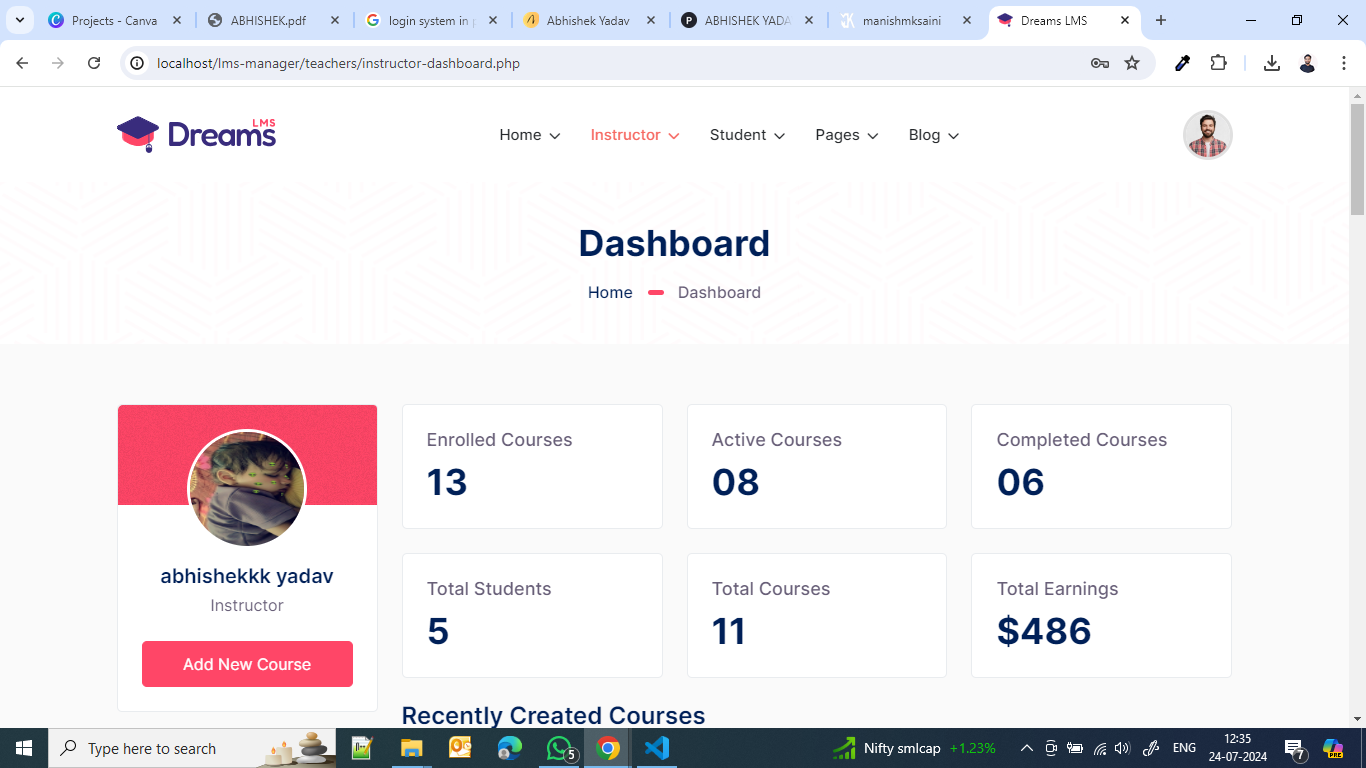 Projects - Canva
ABHISHEK.pdf
login system in
Abhishek Yadav
ABHISHEK YADA
manishmksaini
Dreams LMS
localhost/lms-manager/teachers/instructor-dashboard.php
Dreams LMS
Home
Instructor
Student
Pages
Blog
Dashboard
Home
Dashboard
abhishekkk yadav
Instructor
Add New Course
Enrolled Courses
13
Active Courses
08
Completed Courses
06
Total Students
5
Total Courses
11
Total Earnings
$486
Recently Created Courses
Type here to search
5
Nifty smlcap +1.23%
ENG
12:35
24-07-2024
7
PRE